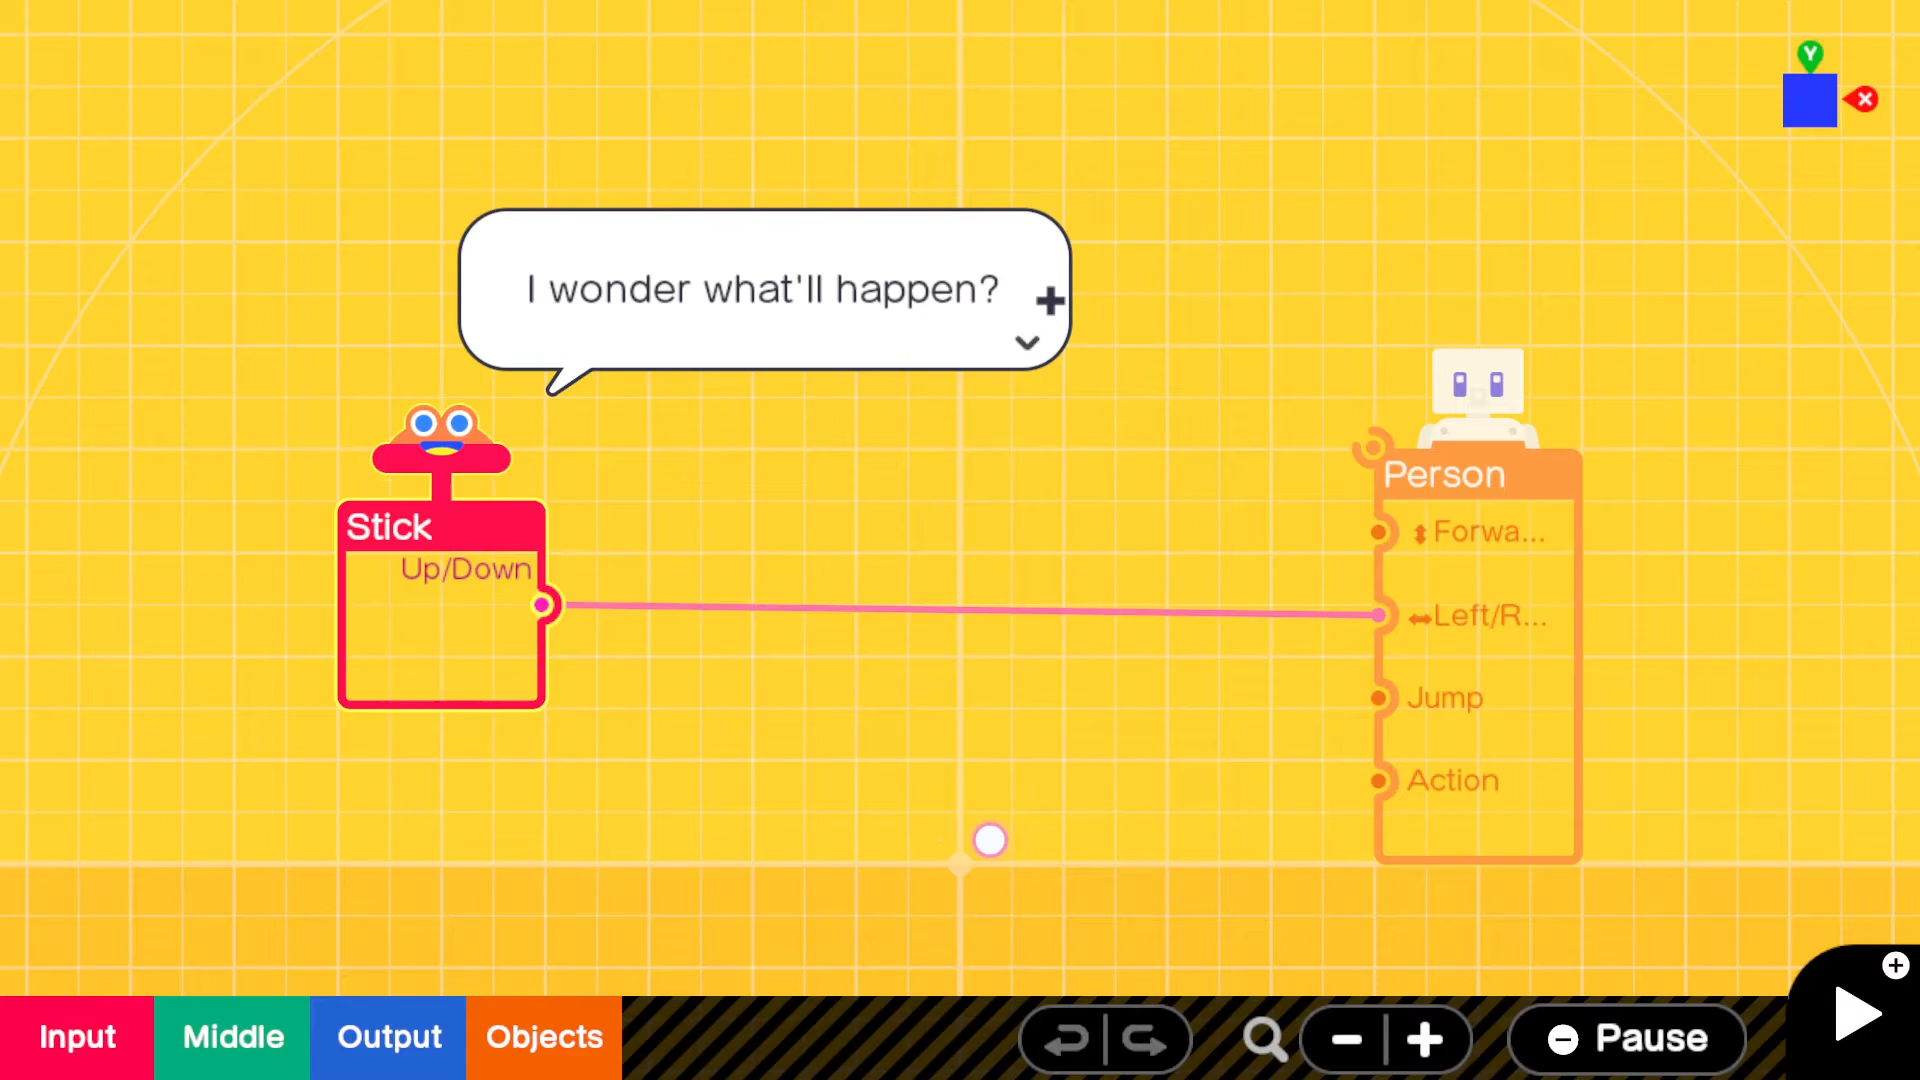 Y
X
I wonder what'll happen?
Person
Forwa...
Stick
Up/Down
Left/R...
Jump
Action
Input
Middle
Output
Objects
Pause